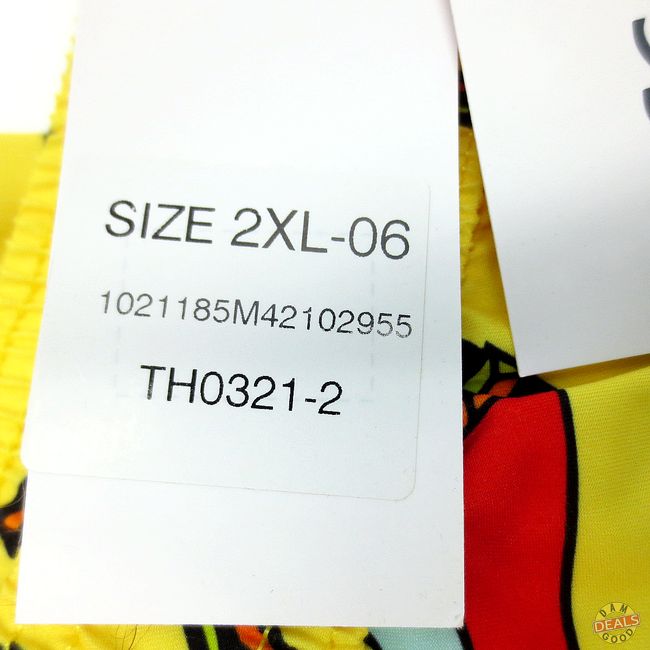 SIZE 2XL-06
1021185M42102955
TH0321-2
DAM
DEALS
GOOD